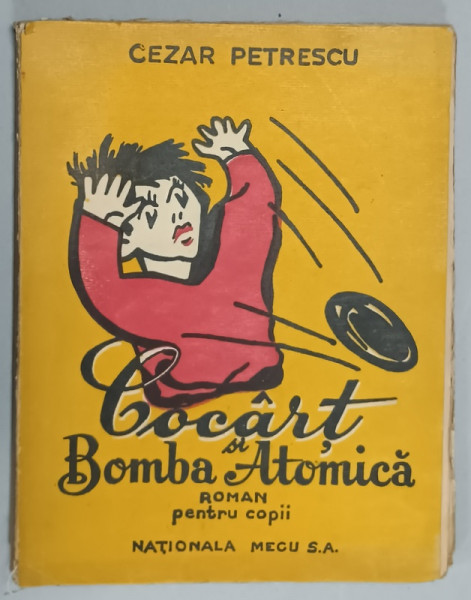 CEZAR PETRESCU
Cocârț
și
Bomba Atomică
ROMAN
pentru copii
NAȚIONALA MECU S.A.